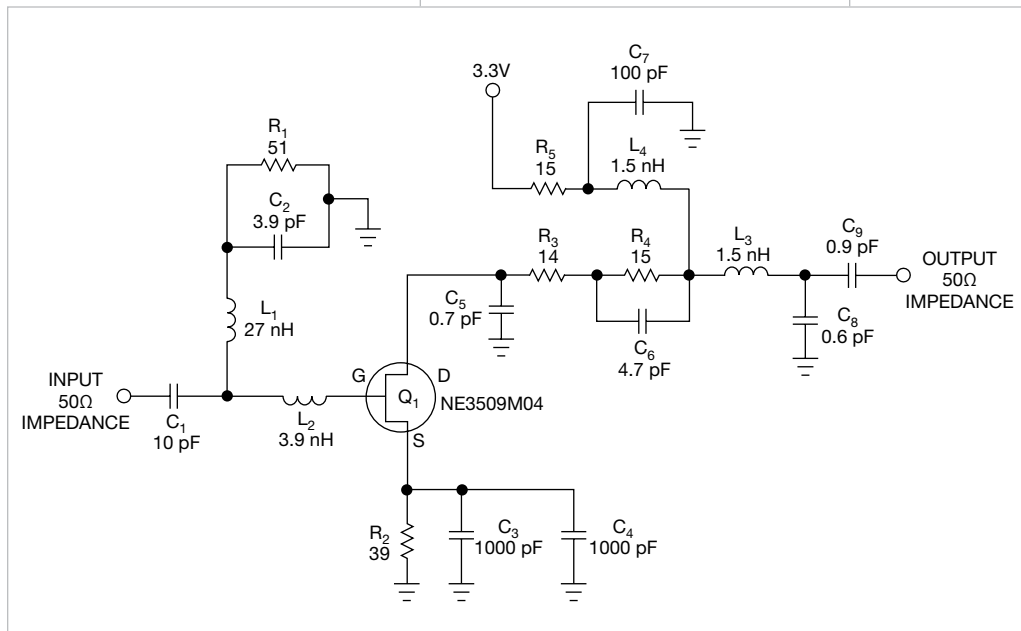 C7
100 pF
3.3V
R1
51
L4
1.5 nH
R5
15
C2
3.9 pF
R3
14
R4
15
L3
1.5 nH
C9
0.9 pF
OUTPUT
50Ω
IMPEDANCE
L1
27 nH
C5
0.7 pF
C8
0.6 pF
C6
4.7 pF
INPUT
50Ω
IMPEDANCE
C1
10 pF
L2
3.9 nH
G
D
Q1
S
NE3509M04
R2
39
C3
1000 pF
C4
1000 pF